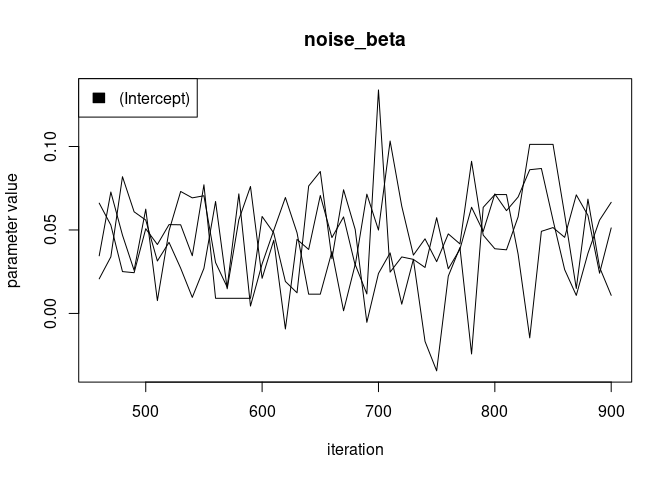 noise_beta
(Intercept)
parameter value
0.10
0.05
0.00
500 600 700 800 900
iteration